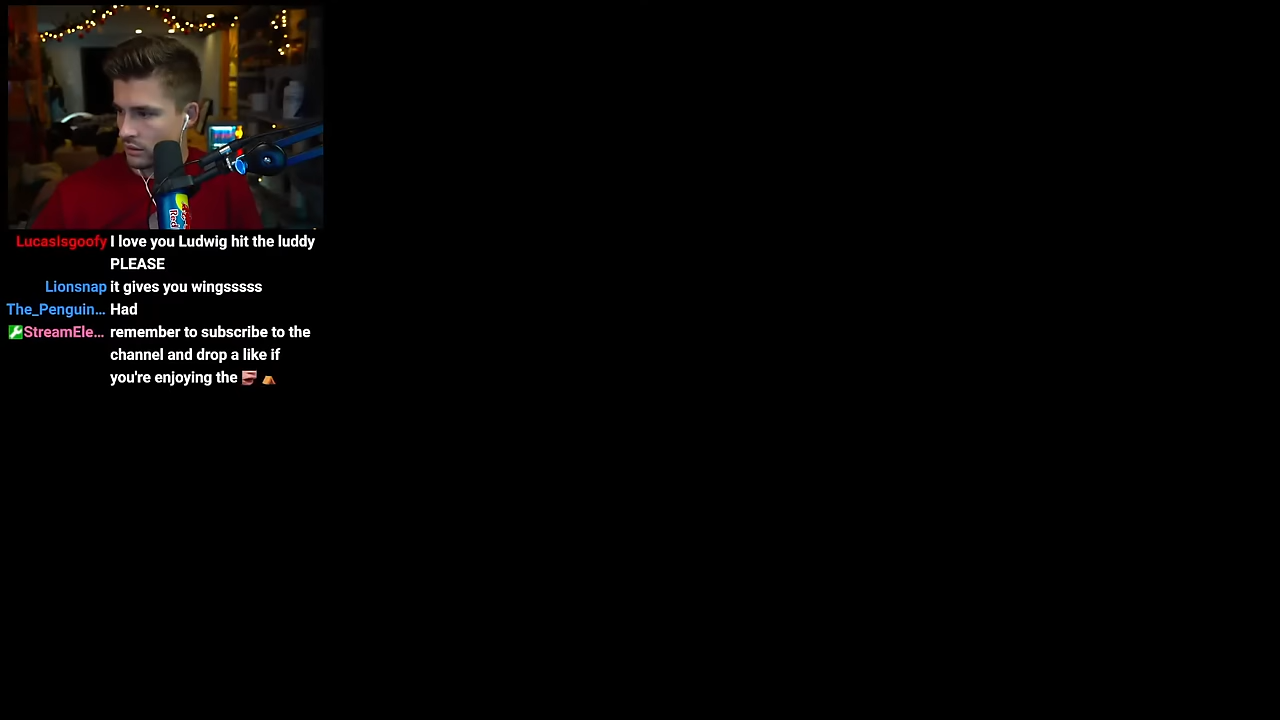 LucasIsgoofy I love you Ludwig hit the luddy
PLEASE
Lionsnap it gives you wingsssss
The_Penguin... Had
StreamEle... remember to subscribe to the
channel and drop a like if
you're enjoying the
Red